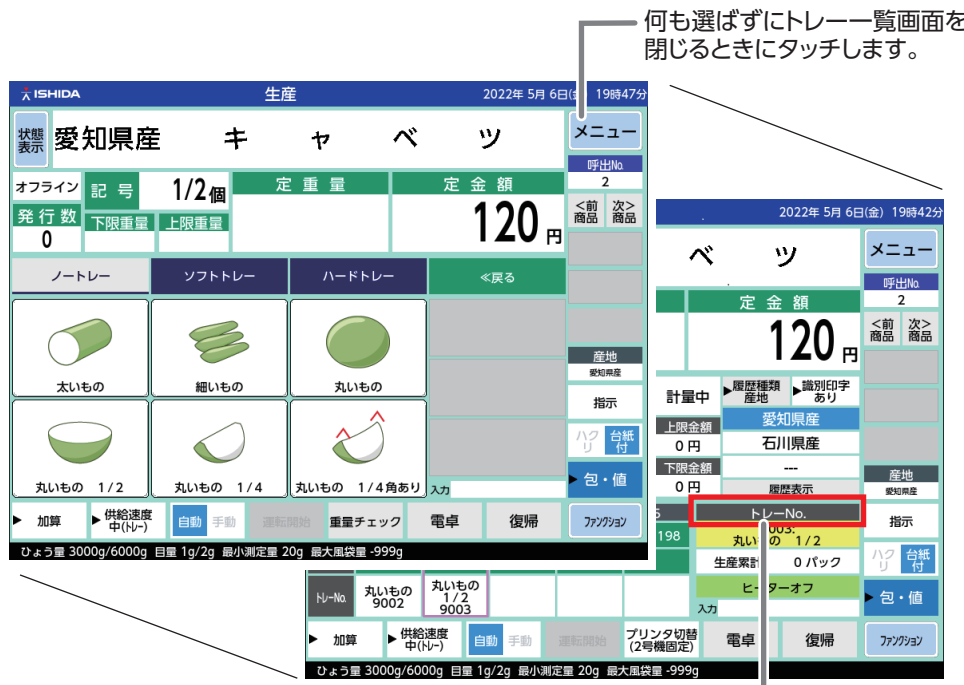 何も選ばずにトレー一覧画面を
閉じるときにタッチします。
ISHIDA 生産 2022年 5月 6日(金) 19時47分
状態
表示
愛知県産 キャベツ
メニュー
呼出No.
2
オフライン 記号 1/2個 定重量 定金額
120 円
<前
商品
次>
商品
発行数
0
下限重量 上限重量
ノートレー ソフトトレー ハードトレー ≪戻る
太いもの 細いもの 丸いもの
産地
愛知県産
指示
ハクリ
台紙付
丸いもの 1/2 丸いもの 1/4 丸いもの 1/4角あり 入力
▶包・値
▶加算 ▶供給速度
中(トレー)
自動 手動 運転開始 重量チェック 電卓 復帰 ファンクション
ひょう量 3000g/6000g 目量 1g/2g 最小測定量 20g 最大風袋量 -999g
2022年 5月 6日(金) 19時42分
ベツ
メニュー
呼出No.
2
定金額
120 円
<前
商品
次>
商品
計量中 ▶履歴種類
産地
▶識別印字
あり
上限金額
0 円
愛知県産
石川県産
下限金額
0 円
---
履歴表示
産地
愛知県産
5 トレーNo.
198
003:
丸いもの 1/2
指示
生産累計 0 パック
ハクリ
台紙付
ヒーターオフ
トレーNo. 丸いもの
9002
丸いもの
1/2
9003
入力
▶包・値
▶加算 ▶供給速度
中(トレー)
自動 手動 運転開始 プリンタ切替
(2号機固定)
電卓 復帰 ファンクション
ひょう量 3000g/6000g 目量 1g/2g 最小測定量 20g 最大風袋量 -999g